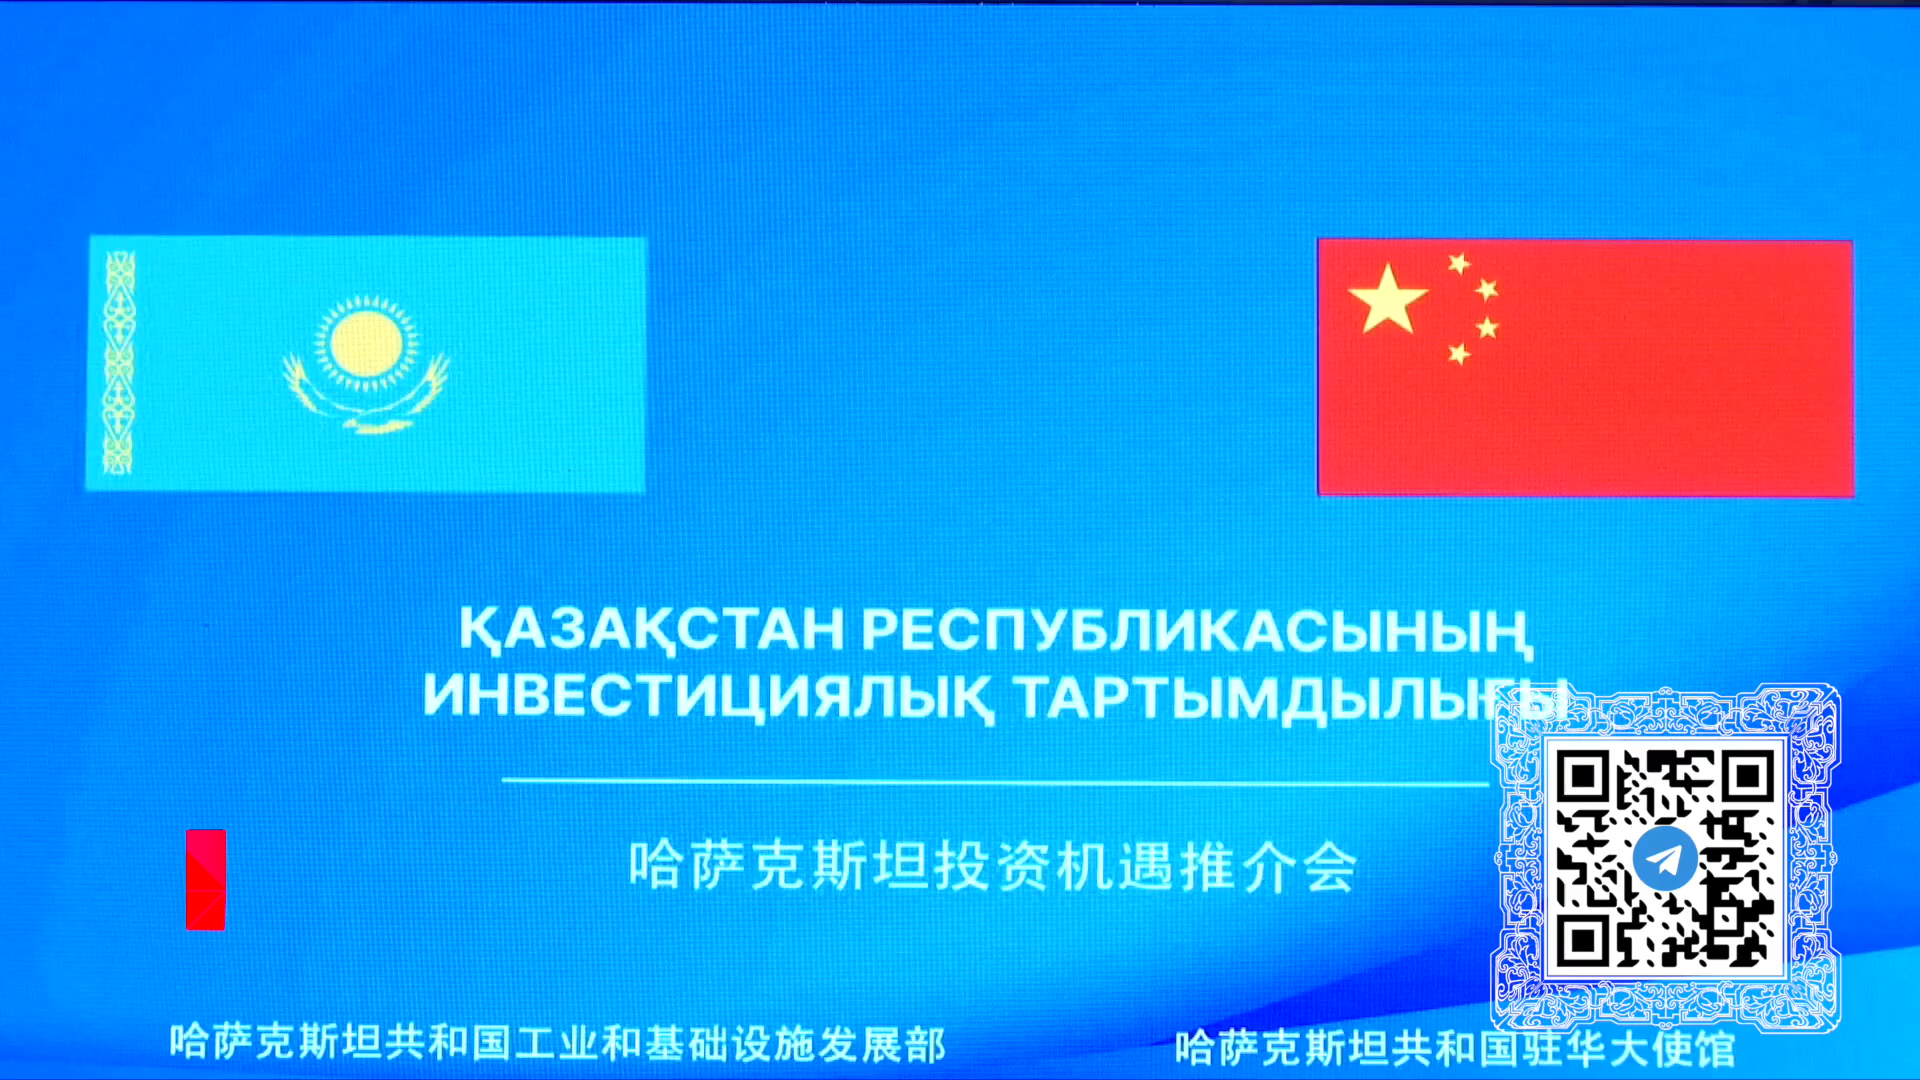 ҚАЗАҚСТАН РЕСПУБЛИКАСЫНЫҢ
ИНВЕСТИЦИЯЛЫҚ ТАРТЫМДЫЛЫҒЫ
哈萨克斯坦投资机遇推介会
哈萨克斯坦共和国工业和基础设施发展部
哈萨克斯坦共和国驻华大使馆